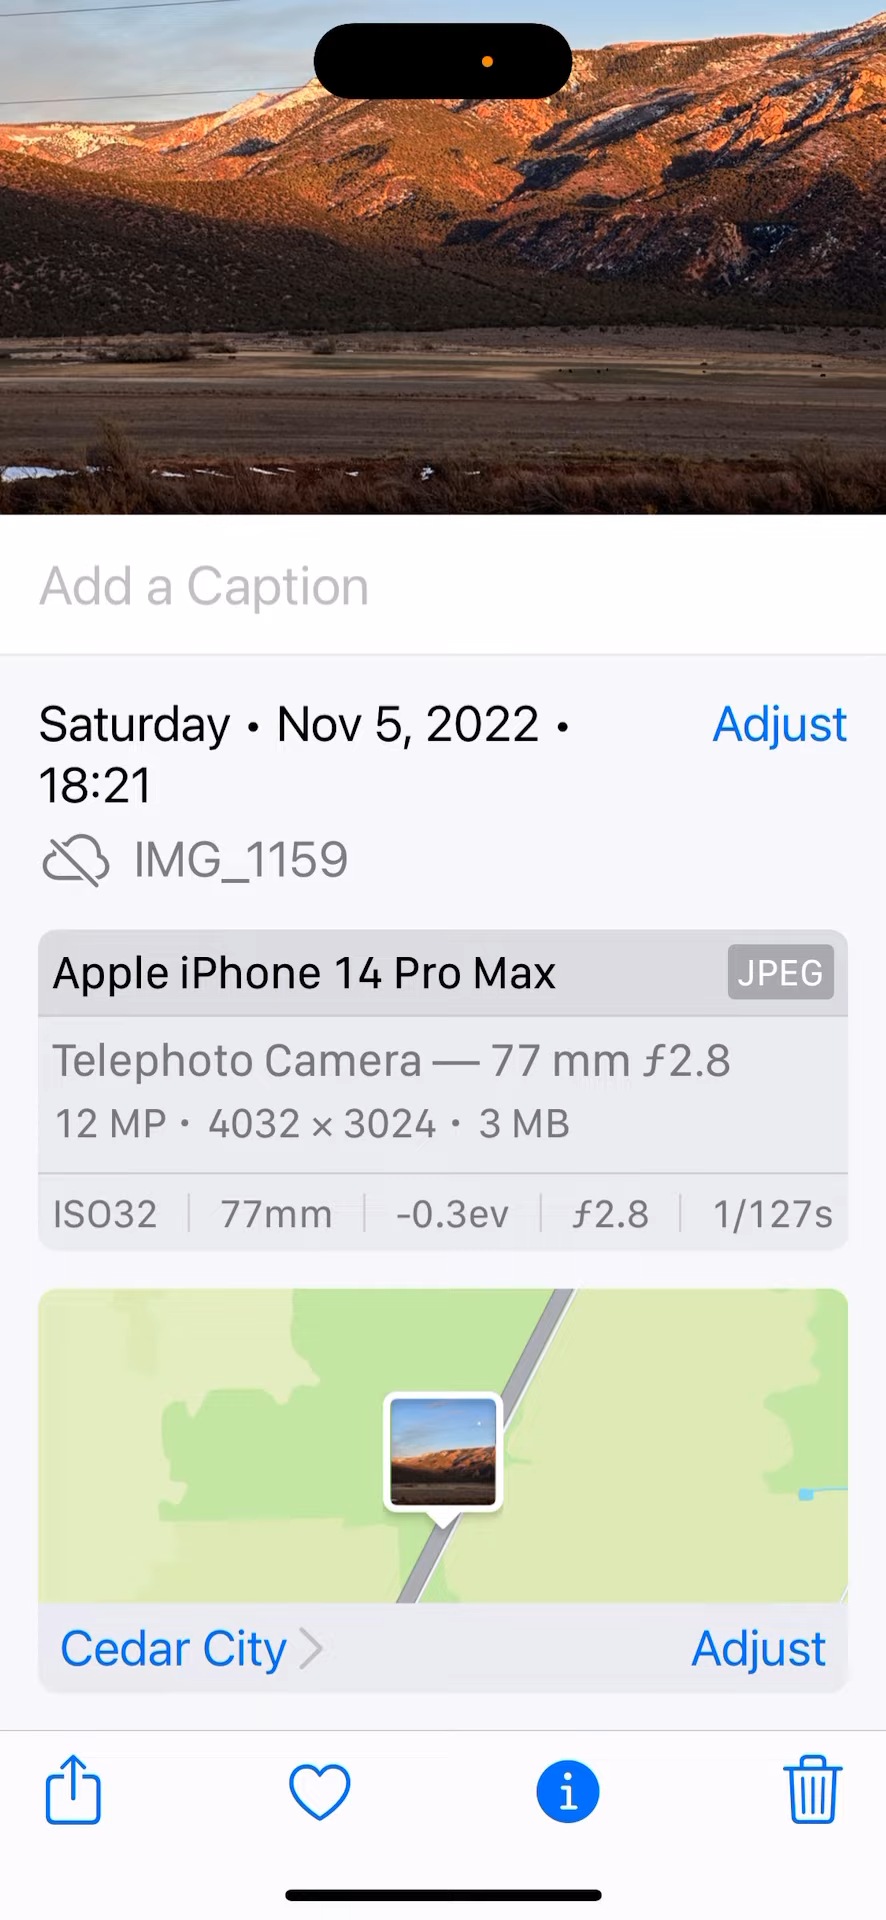 Add a Caption
Saturday • Nov 5, 2022 •
Adjust
18:21
IMG_1159
Apple iPhone 14 Pro Max
JPEG
Telephoto Camera — 77 mm ƒ2.8
12 MP • 4032 × 3024 • 3 MB
ISO32
77mm
-0.3ev
ƒ2.8
1/127s
Cedar City
Adjust